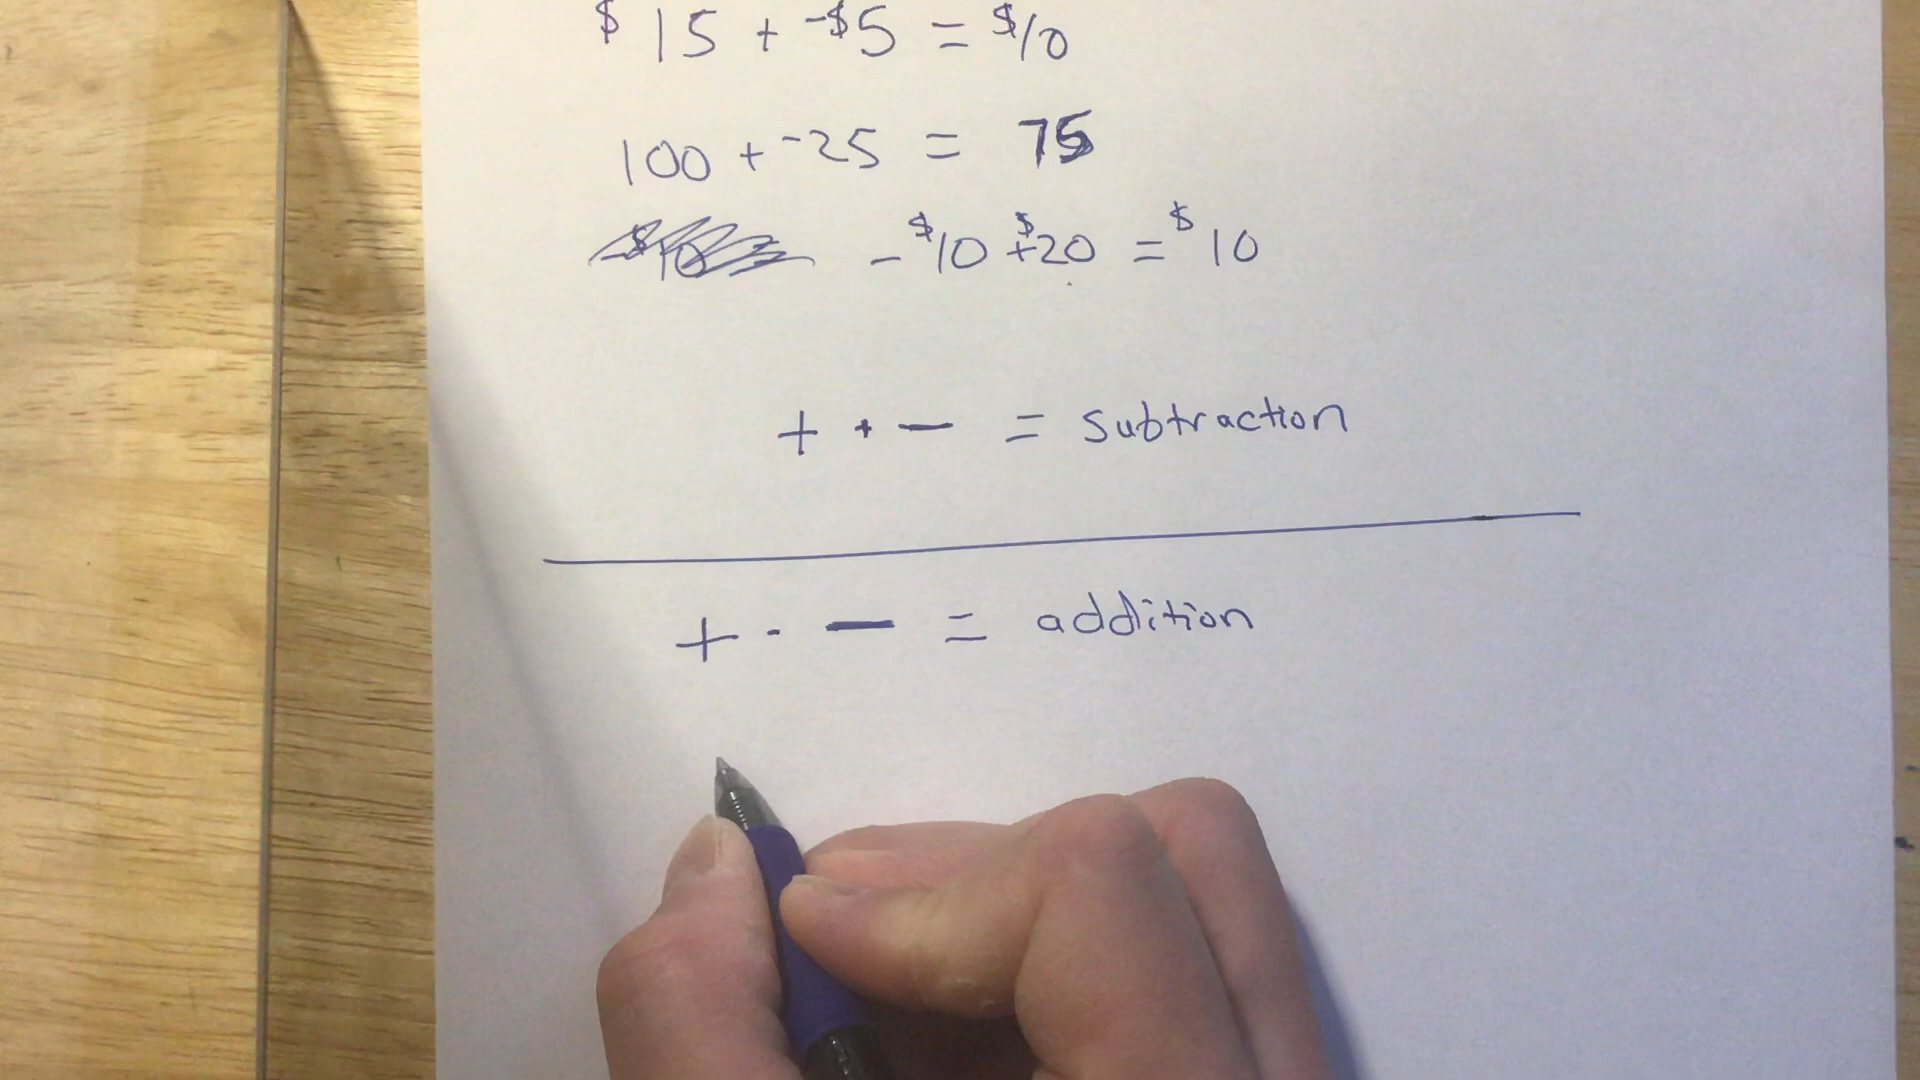 $15 + -$5 = $10
100 + -25 = 75
-$10 +$20 = $10
+ + - = subtraction
+ - - = addition